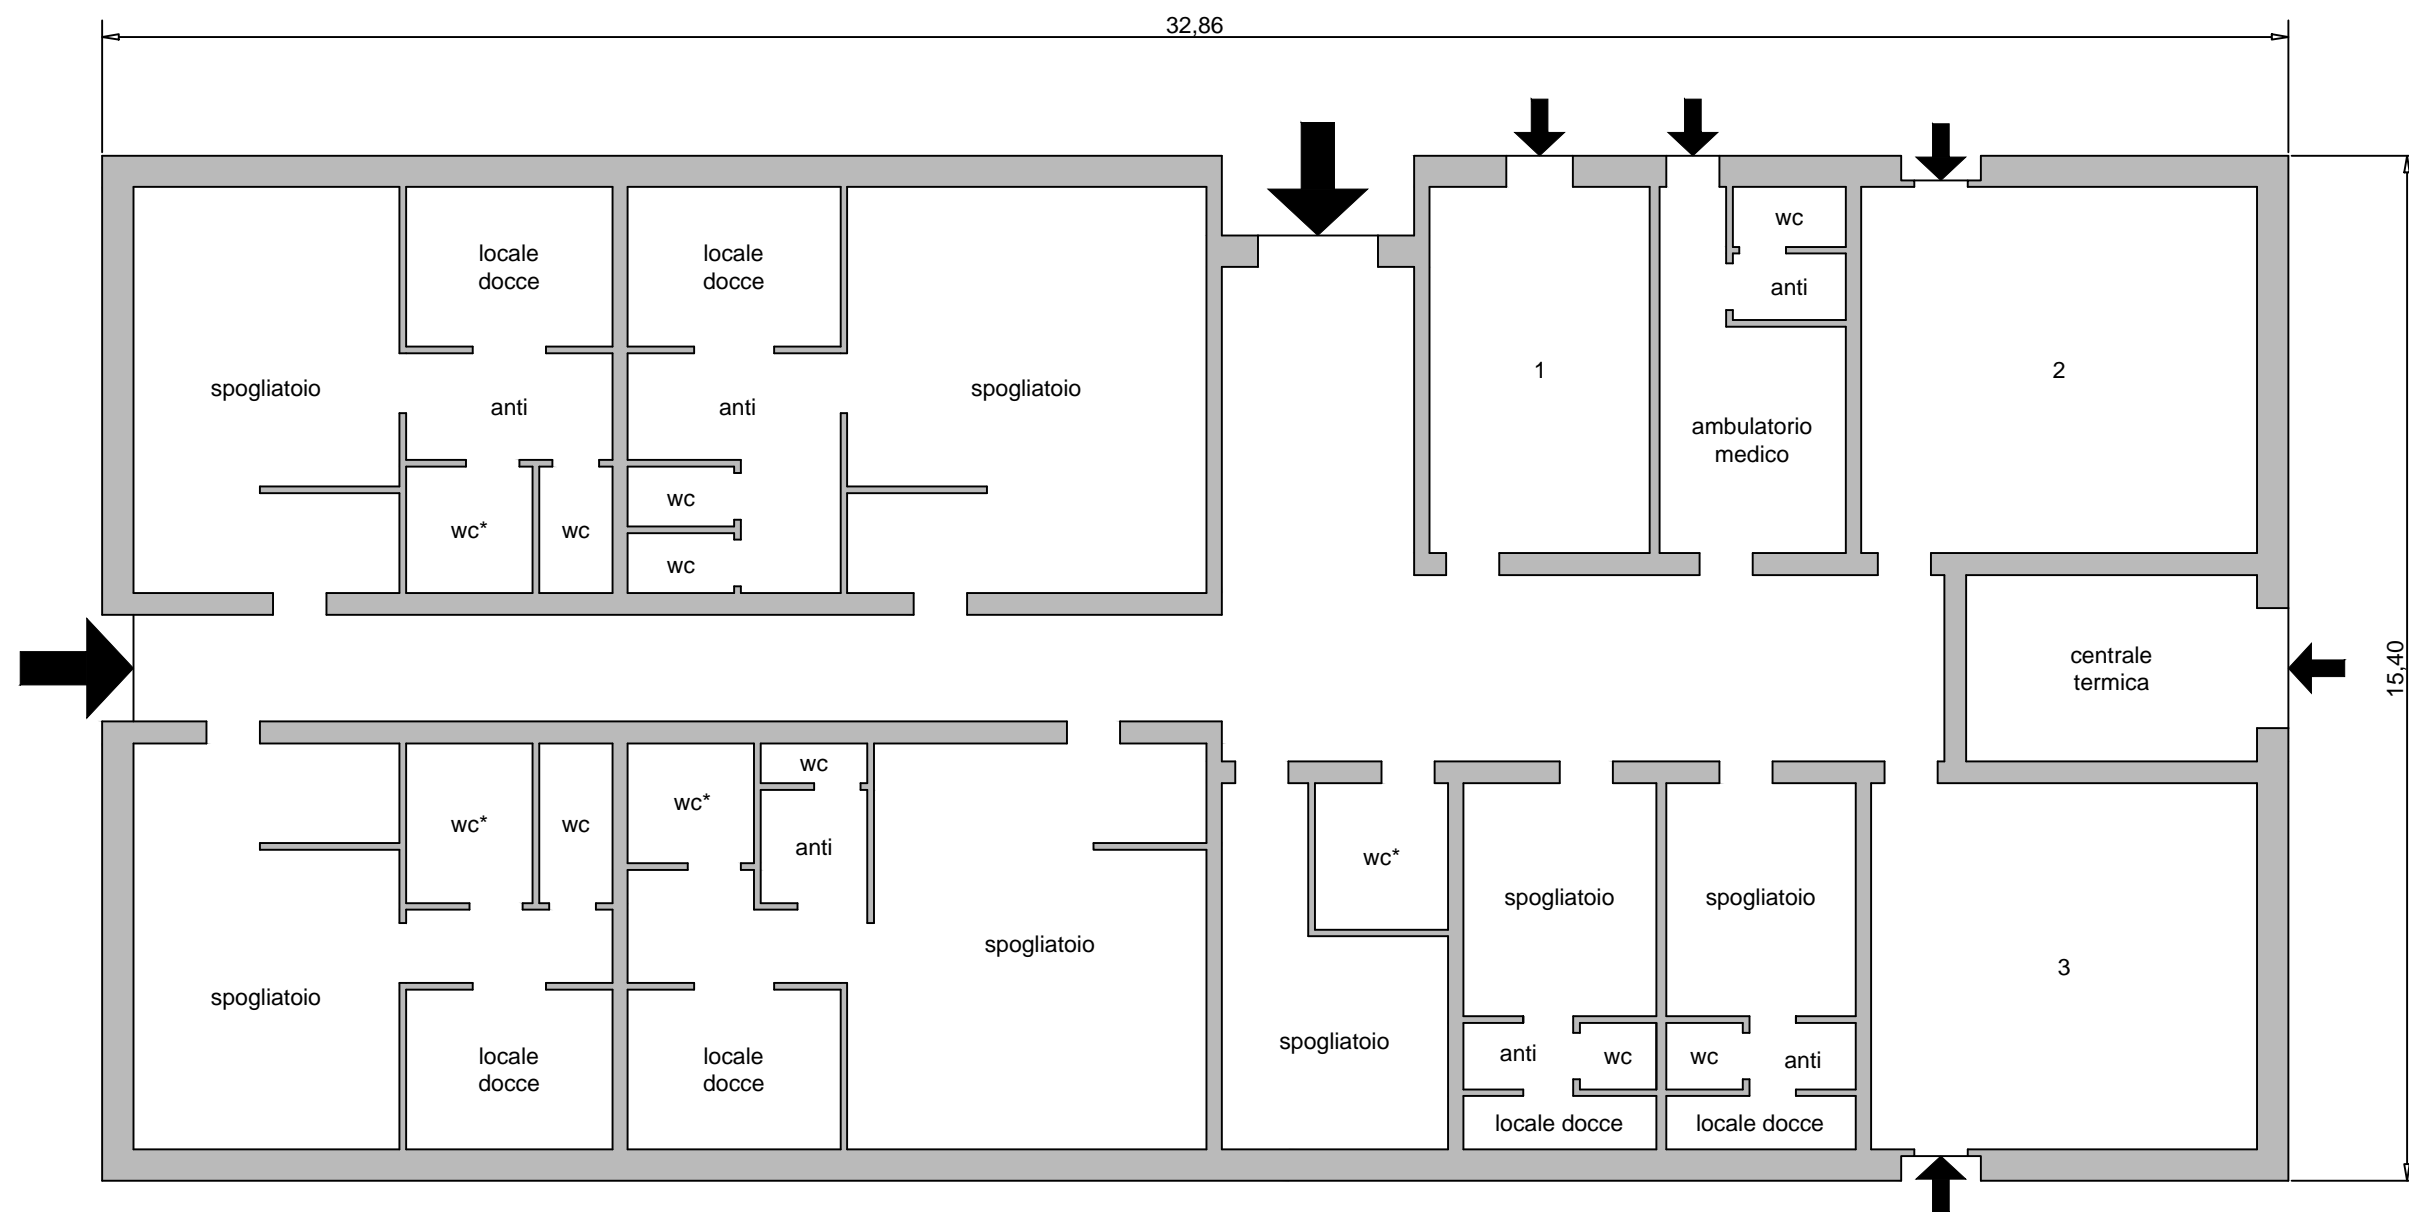 32,86
locale
docce
locale
docce
wc
anti
spogliatoio
anti
anti
spogliatoio
1
2
ambulatorio
medico
wc
wc*
wc
wc
centrale
termica
15,40
wc
wc*
wc*
wc
anti
wc*
spogliatoio
spogliatoio
spogliatoio
spogliatoio
3
locale
docce
locale
docce
spogliatoio
anti
wc
wc
anti
locale docce
locale docce